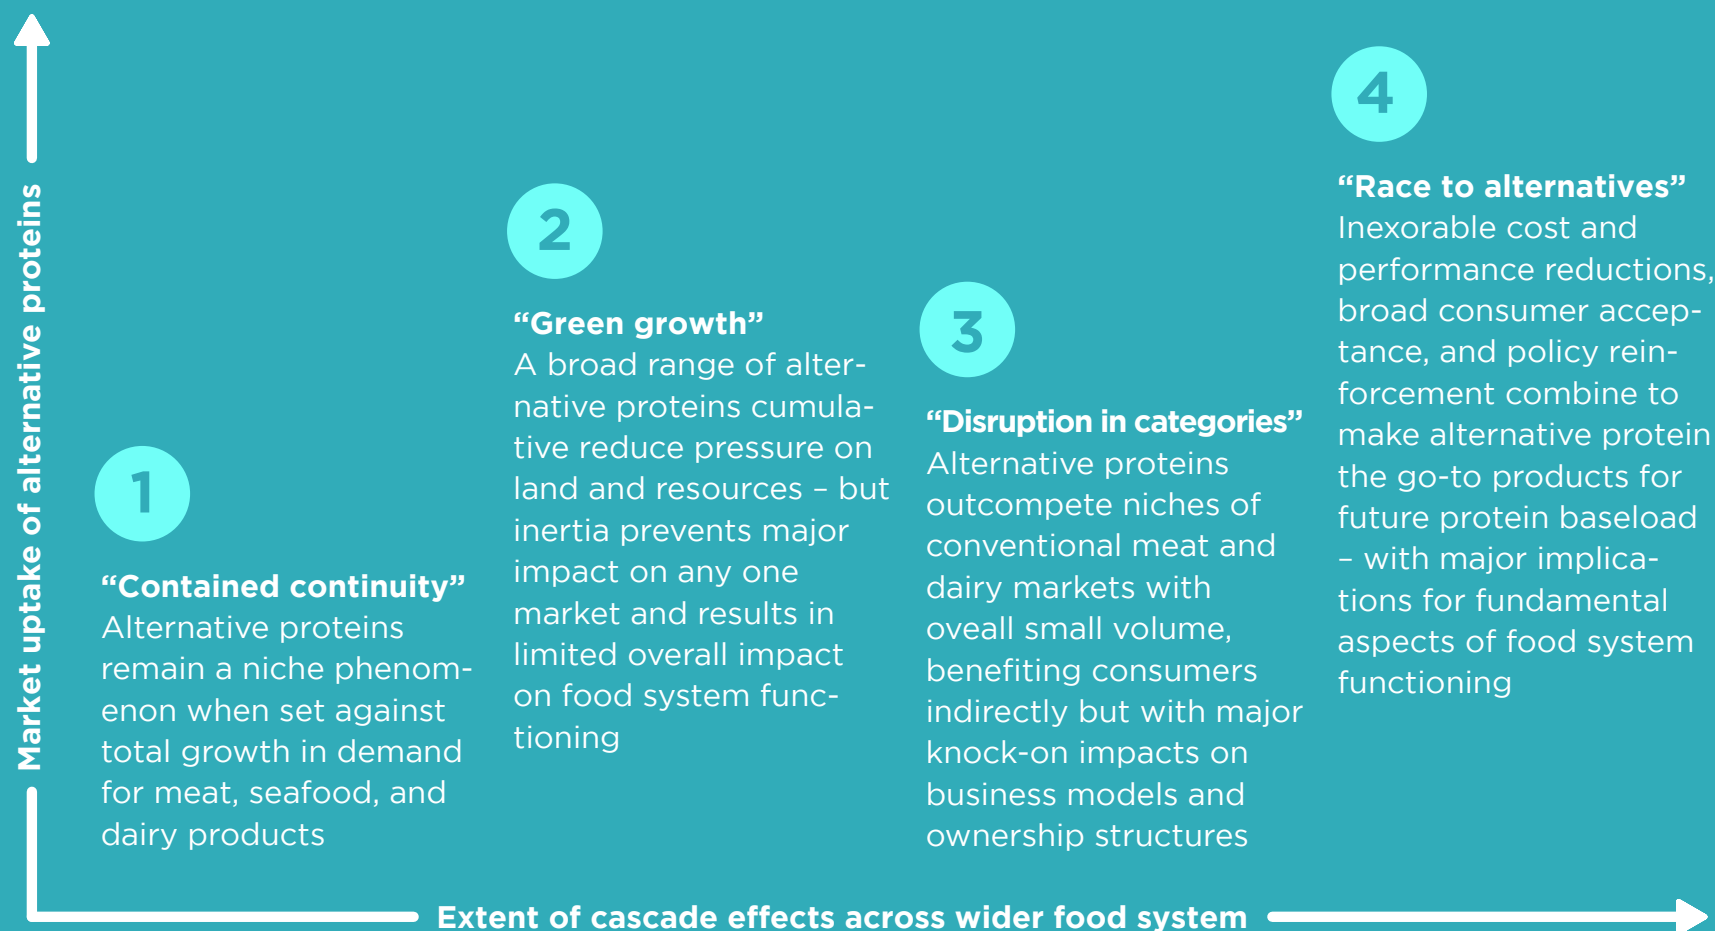 Market uptake of alternative proteins
1
“Contained continuity”
Alternative proteins
remain a niche phenom-
enon when set against
total growth in demand
for meat, seafood, and
dairy products
2
“Green growth”
A broad range of alter-
native proteins cumula-
tive reduce pressure on
land and resources – but
inertia prevents major
impact on any one
market and results in
limited overall impact
on food system func-
tioning
3
“Disruption in categories”
Alternative proteins
outcompete niches of
conventional meat and
dairy markets with
oveall small volume,
benefiting consumers
indirectly but with major
knock-on impacts on
business models and
ownership structures
4
“Race to alternatives”
Inexorable cost and
performance reductions,
broad consumer accep-
tance, and policy rein-
forcement combine to
make alternative protein
the go-to products for
future protein baseload
– with major implica-
tions for fundamental
aspects of food system
functioning
Extent of cascade effects across wider food system